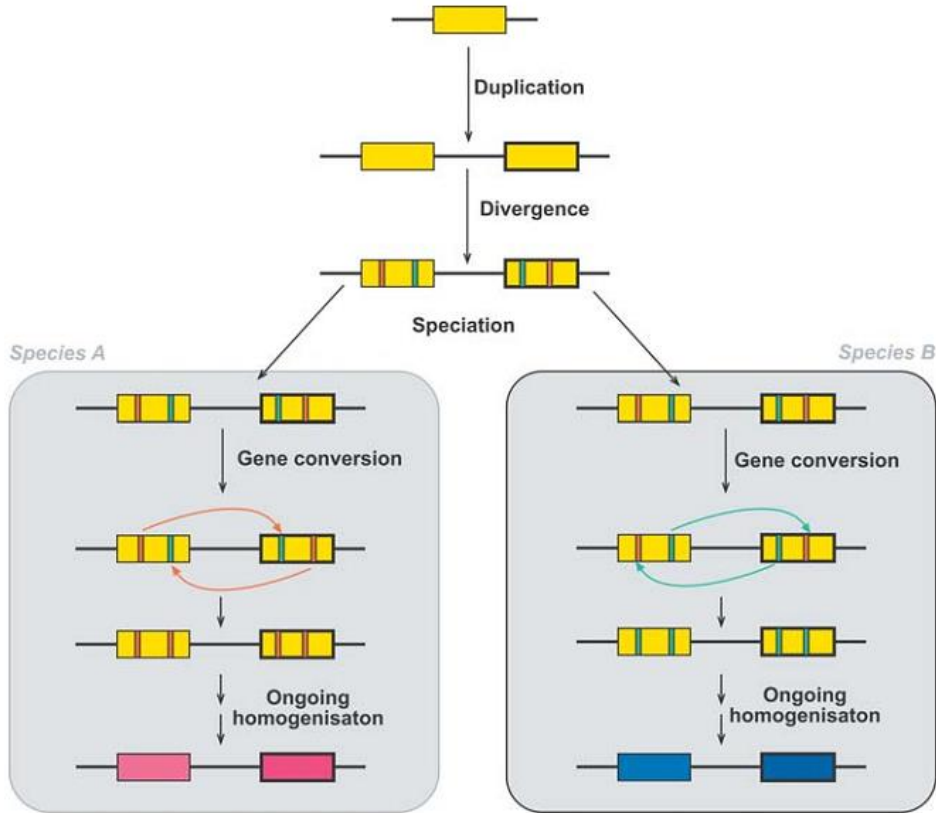 Duplication
Divergence
Speciation
Species A
Species B
Gene conversion
Gene conversion
Ongoing
homogenisaton
Ongoing
homogenisaton